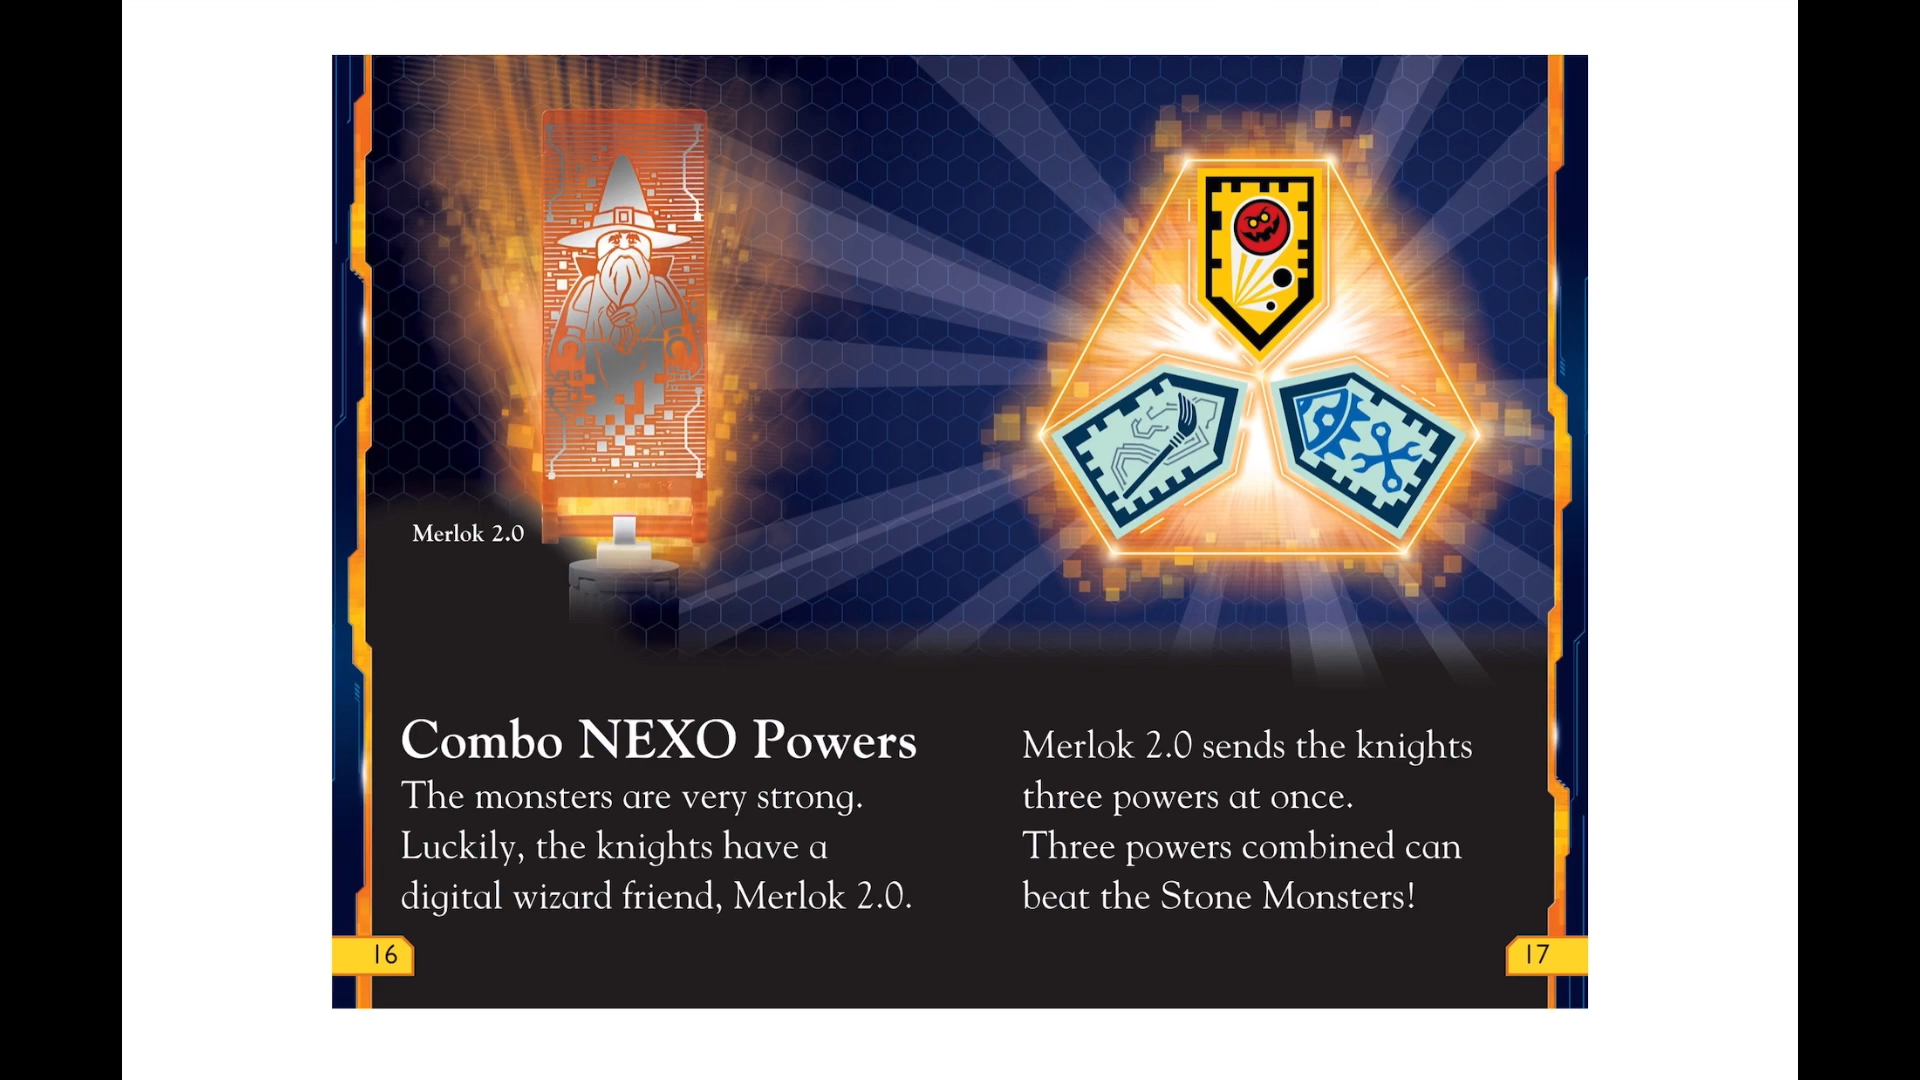 Merlok 2.0
Combo NEXO Powers
The monsters are very strong.
Luckily, the knights have a
digital wizard friend, Merlok 2.0.
16
Merlok 2.0 sends the knights
three powers at once.
Three powers combined can
beat the Stone Monsters!
17